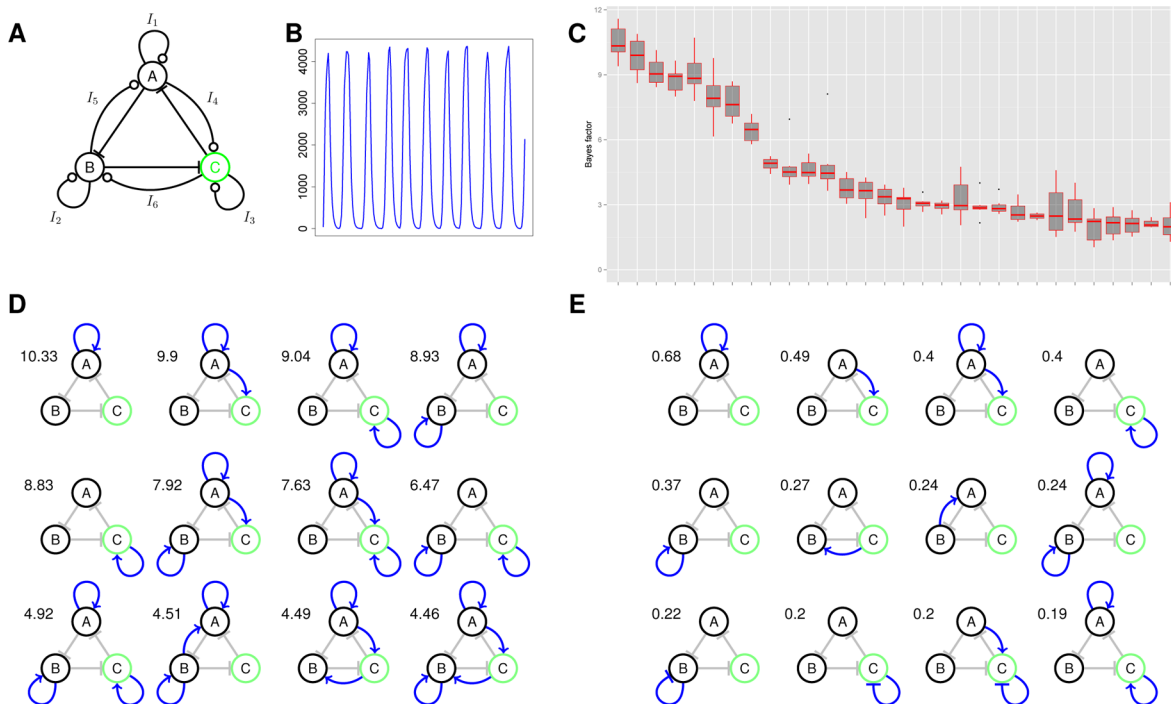 A
I₁
A
I₅
I₄
B
C
I₂
I₆
I₃
B
4000
3000
2000
1000
0
C
12
9
6
3
0
Bayes factor
D
10.33
A
B
C
9.9
A
B
C
9.04
A
B
C
8.93
A
B
C
8.83
A
B
C
7.92
A
B
C
7.63
A
B
C
6.47
A
B
C
4.92
A
B
C
4.51
A
B
C
4.49
A
B
C
4.46
A
B
C
E
0.68
A
B
C
0.49
A
B
C
0.4
A
B
C
0.4
A
B
C
0.37
A
B
C
0.27
A
B
C
0.24
A
B
C
0.24
A
B
C
0.22
A
B
C
0.2
A
B
C
0.2
A
B
C
0.19
A
B
C